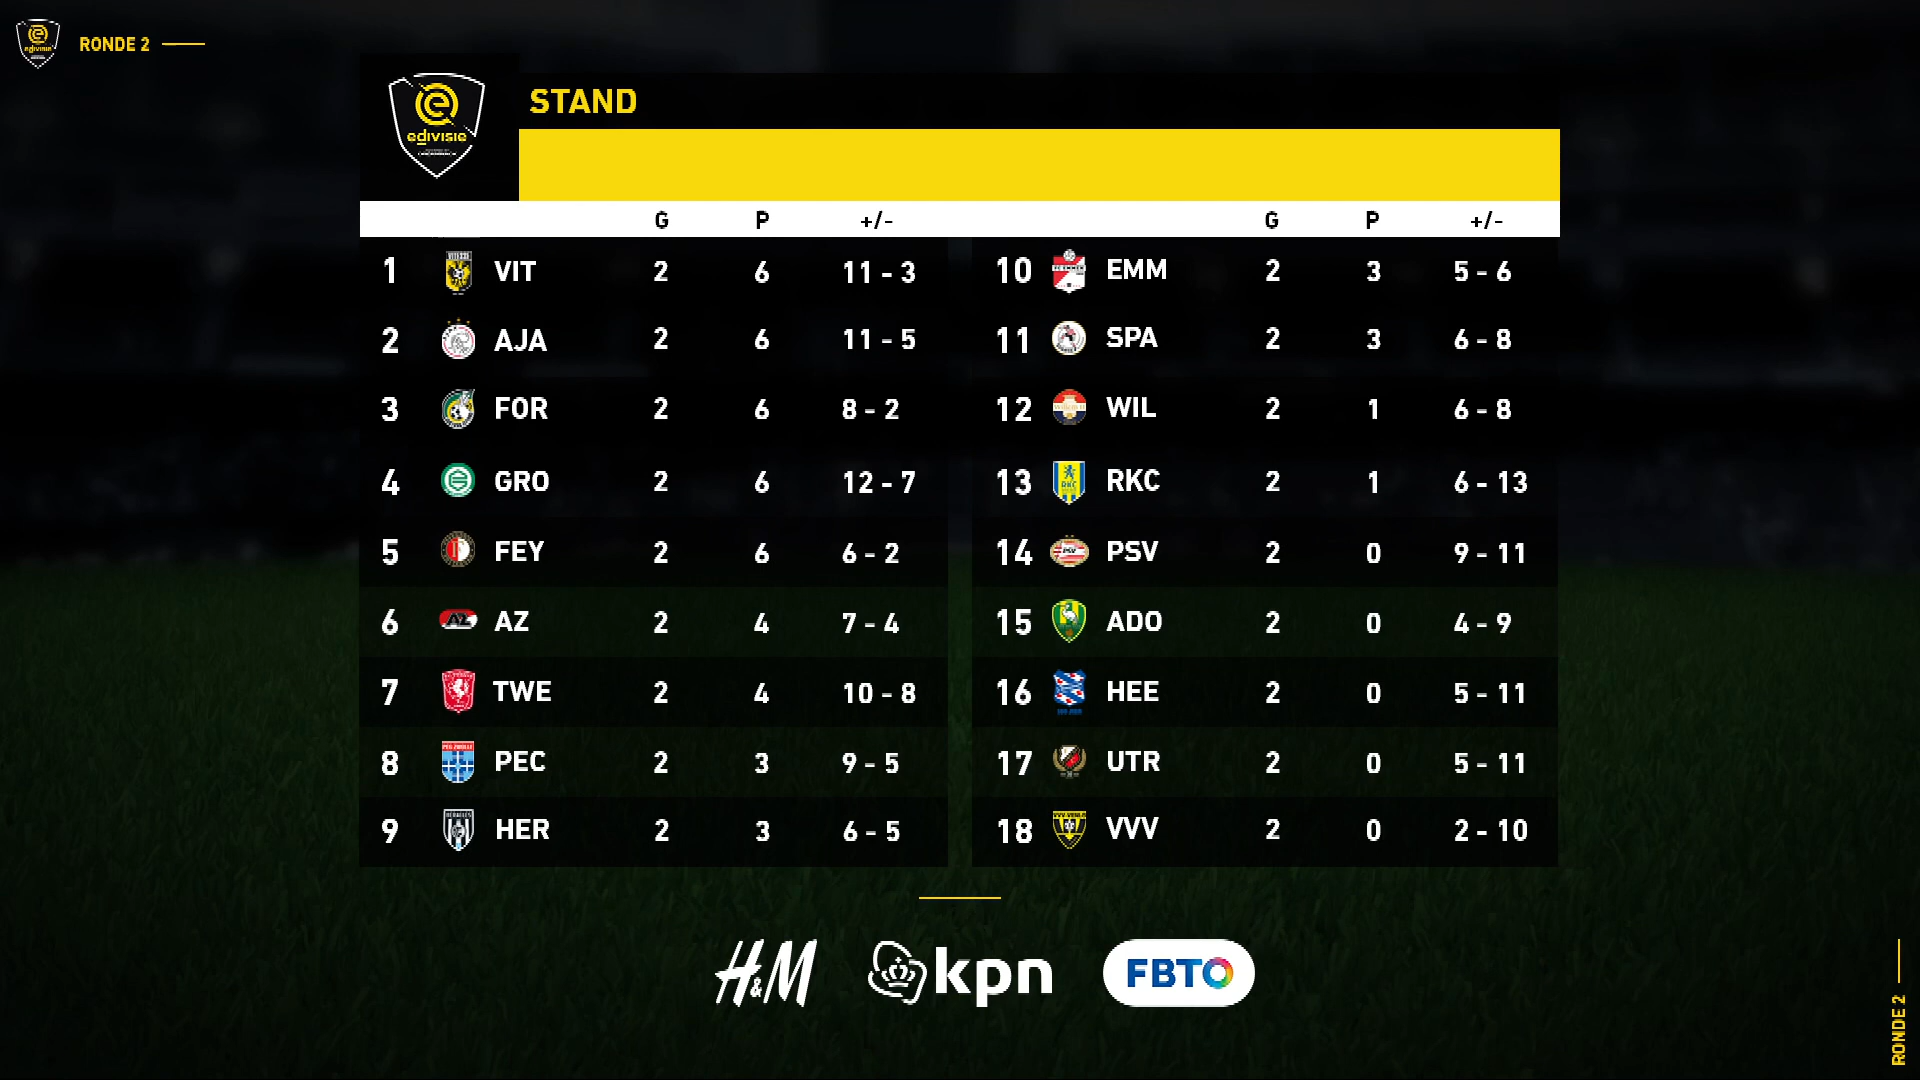 edivisie
RONDE 2
edivisie
STAND
G P +/- G P +/-
1 VIT 2 6 11 - 3
2 AJA 2 6 11 - 5
3 FOR 2 6 8 - 2
4 GRO 2 6 12 - 7
5 FEY 2 6 6 - 2
6 AZ AZ 2 4 7 - 4
7 TWE 2 4 10 - 8
8 PEC 2 3 9 - 5
9 HER 2 3 6 - 5
10 EMM 2 3 5 - 6
11 SPA 2 3 6 - 8
12 WIL 2 1 6 - 8
13 RKC RKC 2 1 6 - 13
14 PSV PSV 2 0 9 - 11
15 ADO 2 0 4 - 9
16 HEE 2 0 5 - 11
17 UTR 2 0 5 - 11
18 VVV 2 0 2 - 10
H&M kpn FBTO
RONDE 2